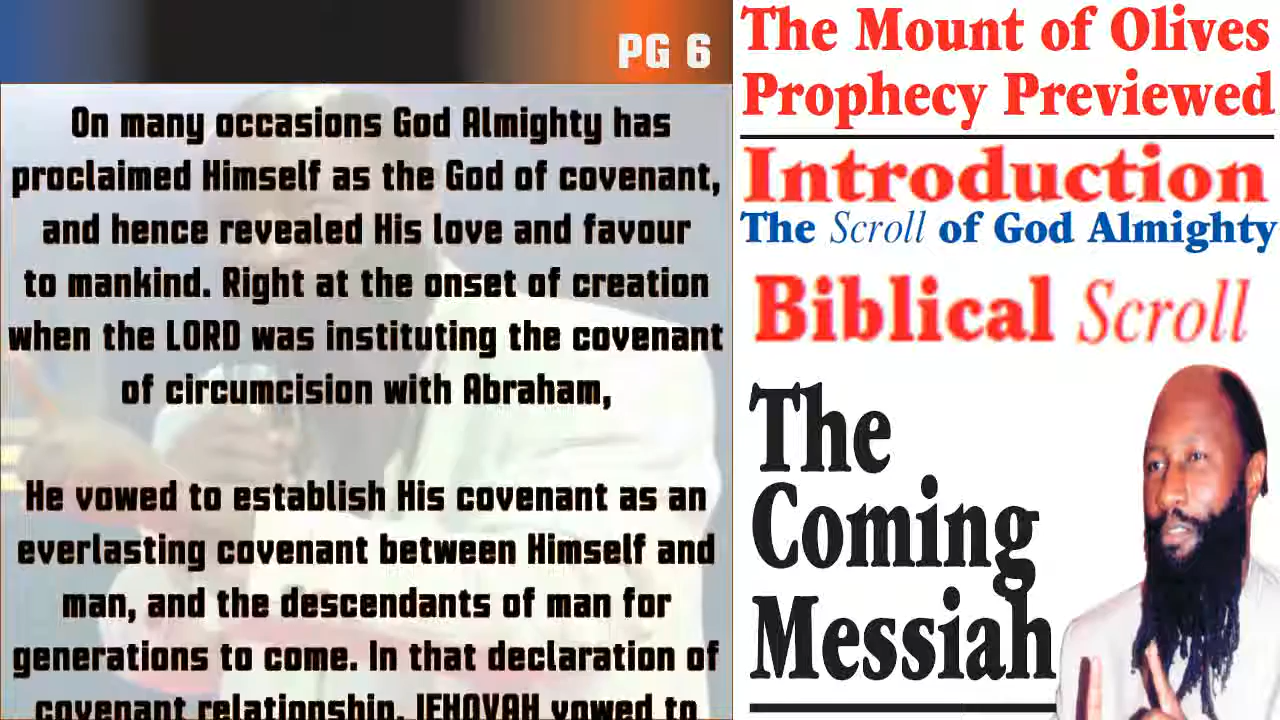 PG 6
On many occasions God Almighty has
proclaimed Himself as the God of covenant,
and hence revealed His love and favour
to mankind. Right at the onset of creation
when the LORD was instituting the covenant
of circumcision with Abraham,
He vowed to establish His covenant as an
everlasting covenant between Himself and
man, and the descendants of man for
generations to come. In that declaration of
covenant relationship, JEHOVAH vowed to
The Mount of Olives
Prophecy Previewed
Introduction
The Scroll of God Almighty
Biblical Scroll
The
Coming
Messiah